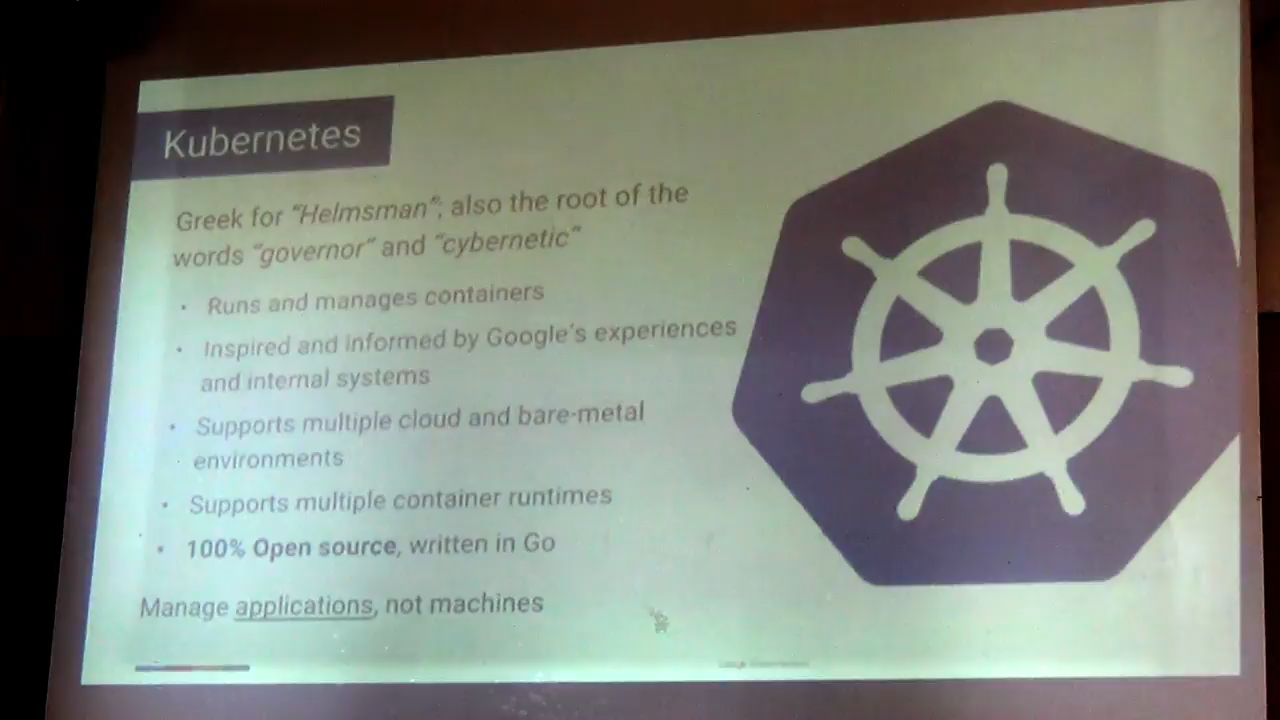 Kubernetes
Greek for “Helmsman”; also the root of the
words “governor” and “cybernetic”
• Runs and manages containers
• Inspired and informed by Google’s experiences
and internal systems
• Supports multiple cloud and bare-metal
environments
• Supports multiple container runtimes
• 100% Open source, written in Go
Manage applications, not machines